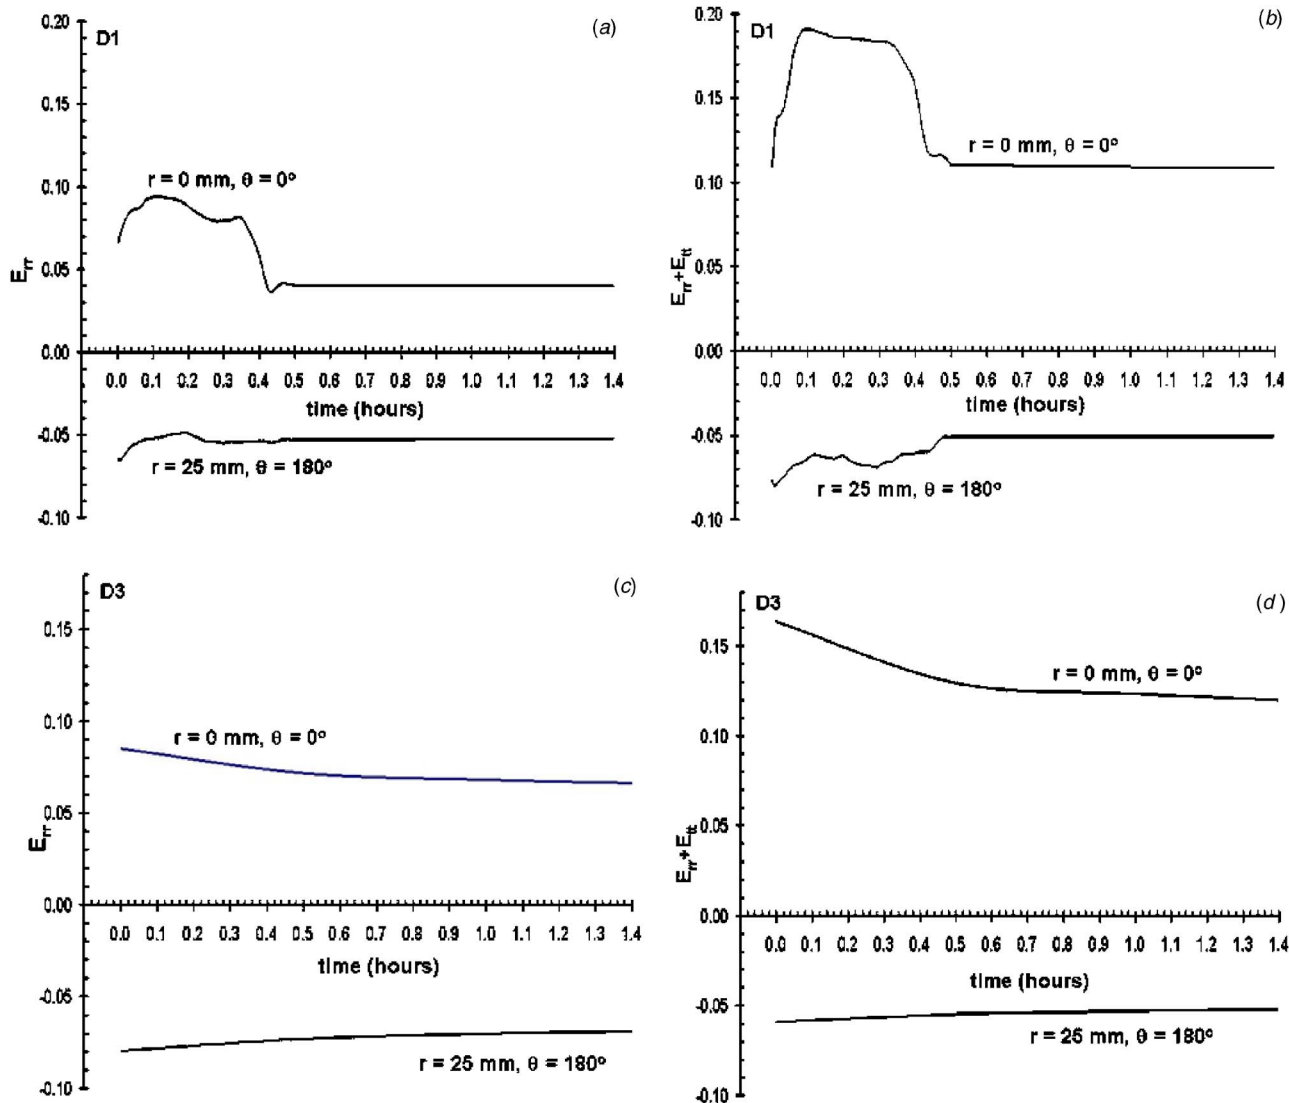 (a)
D1
0.20
0.15
0.10
0.05
0.00
-0.05
-0.10
E_rr
r = 0 mm, θ = 0°
0.0 0.1 0.2 0.3 0.4 0.5 0.6 0.7 0.8 0.9 1.0 1.1 1.2 1.3 1.4
time (hours)
r = 25 mm, θ = 180°
(b)
D1
0.20
0.15
0.10
0.05
0.00
-0.05
-0.10
E_rr+E_tt
r = 0 mm, θ = 0°
0.0 0.1 0.2 0.3 0.4 0.5 0.6 0.7 0.8 0.9 1.0 1.1 1.2 1.3 1.4
time (hours)
r = 25 mm, θ = 180°
(c)
D3
0.15
0.10
0.05
0.00
-0.05
-0.10
E_rr
r = 0 mm, θ = 0°
0.0 0.1 0.2 0.3 0.4 0.5 0.6 0.7 0.8 0.9 1.0 1.1 1.2 1.3 1.4
time (hours)
r = 25 mm, θ = 180°
(d)
D3
0.15
0.10
0.05
0.00
-0.05
-0.10
E_rr+E_tt
r = 0 mm, θ = 0°
0.0 0.1 0.2 0.3 0.4 0.5 0.6 0.7 0.8 0.9 1.0 1.1 1.2 1.3 1.4
time (hours)
r = 25 mm, θ = 180°